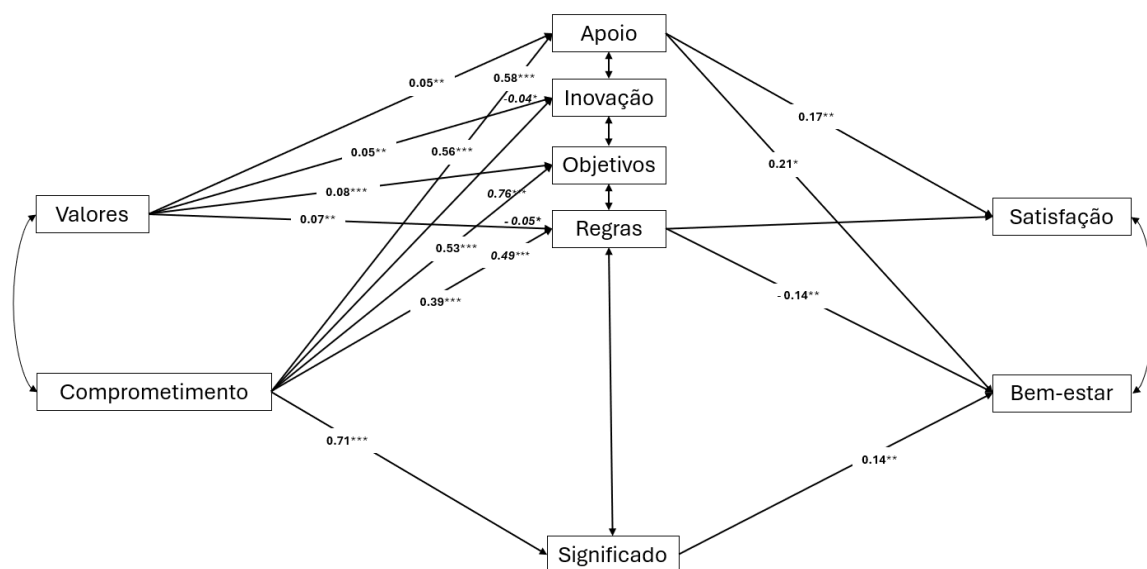 Apoio
0.58***
0.05**
-0.04*
Inovação
0.17**
0.56***
0.05**
Objetivos
0.21*
0.08***
0.76***
Valores
0.07**
- 0.05*
Regras
Satisfação
0.53***
0.49***
0.39***
- 0.14**
Comprometimento
Bem-estar
0.71***
0.14**
Significado